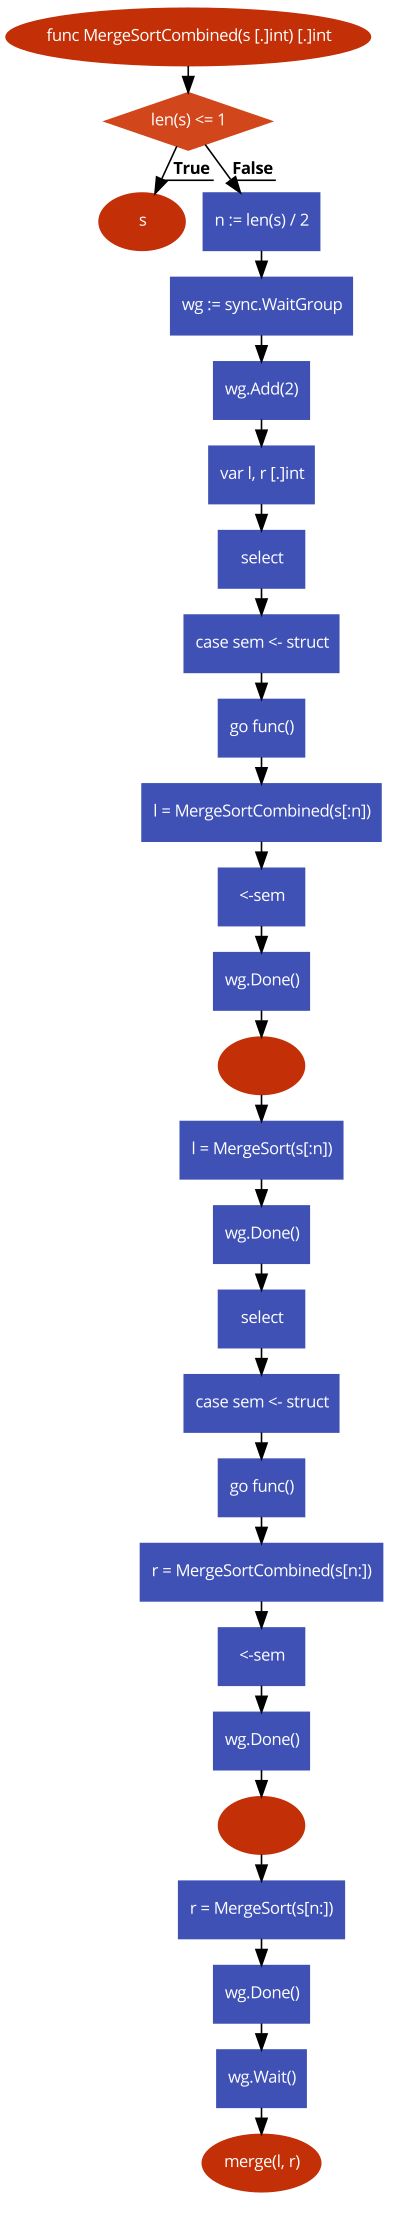 func MergeSortCombined(s [.]int) [.]int
len(s) <= 1
True
False
s
n := len(s) / 2
wg := sync.WaitGroup
wg.Add(2)
var l, r [.]int
select
case sem <- struct
go func()
l = MergeSortCombined(s[:n])
<-sem
wg.Done()
l = MergeSort(s[:n])
wg.Done()
select
case sem <- struct
go func()
r = MergeSortCombined(s[n:])
<-sem
wg.Done()
r = MergeSort(s[n:])
wg.Done()
wg.Wait()
merge(l, r)